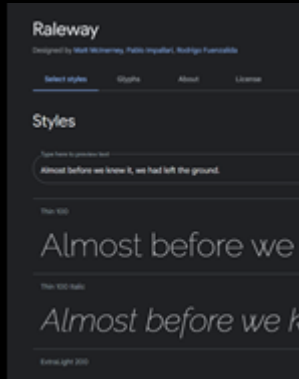 Raleway
Designed by Matt McInerney, Pablo Impallari, Rodrigo Fuenzalida
Select styles Glyphs About License
Styles
Type here to preview text
Almost before we knew it, we had left the ground.
Thin 100
Almost before we
Thin 100 Italic
Almost before we k
ExtraLight 200